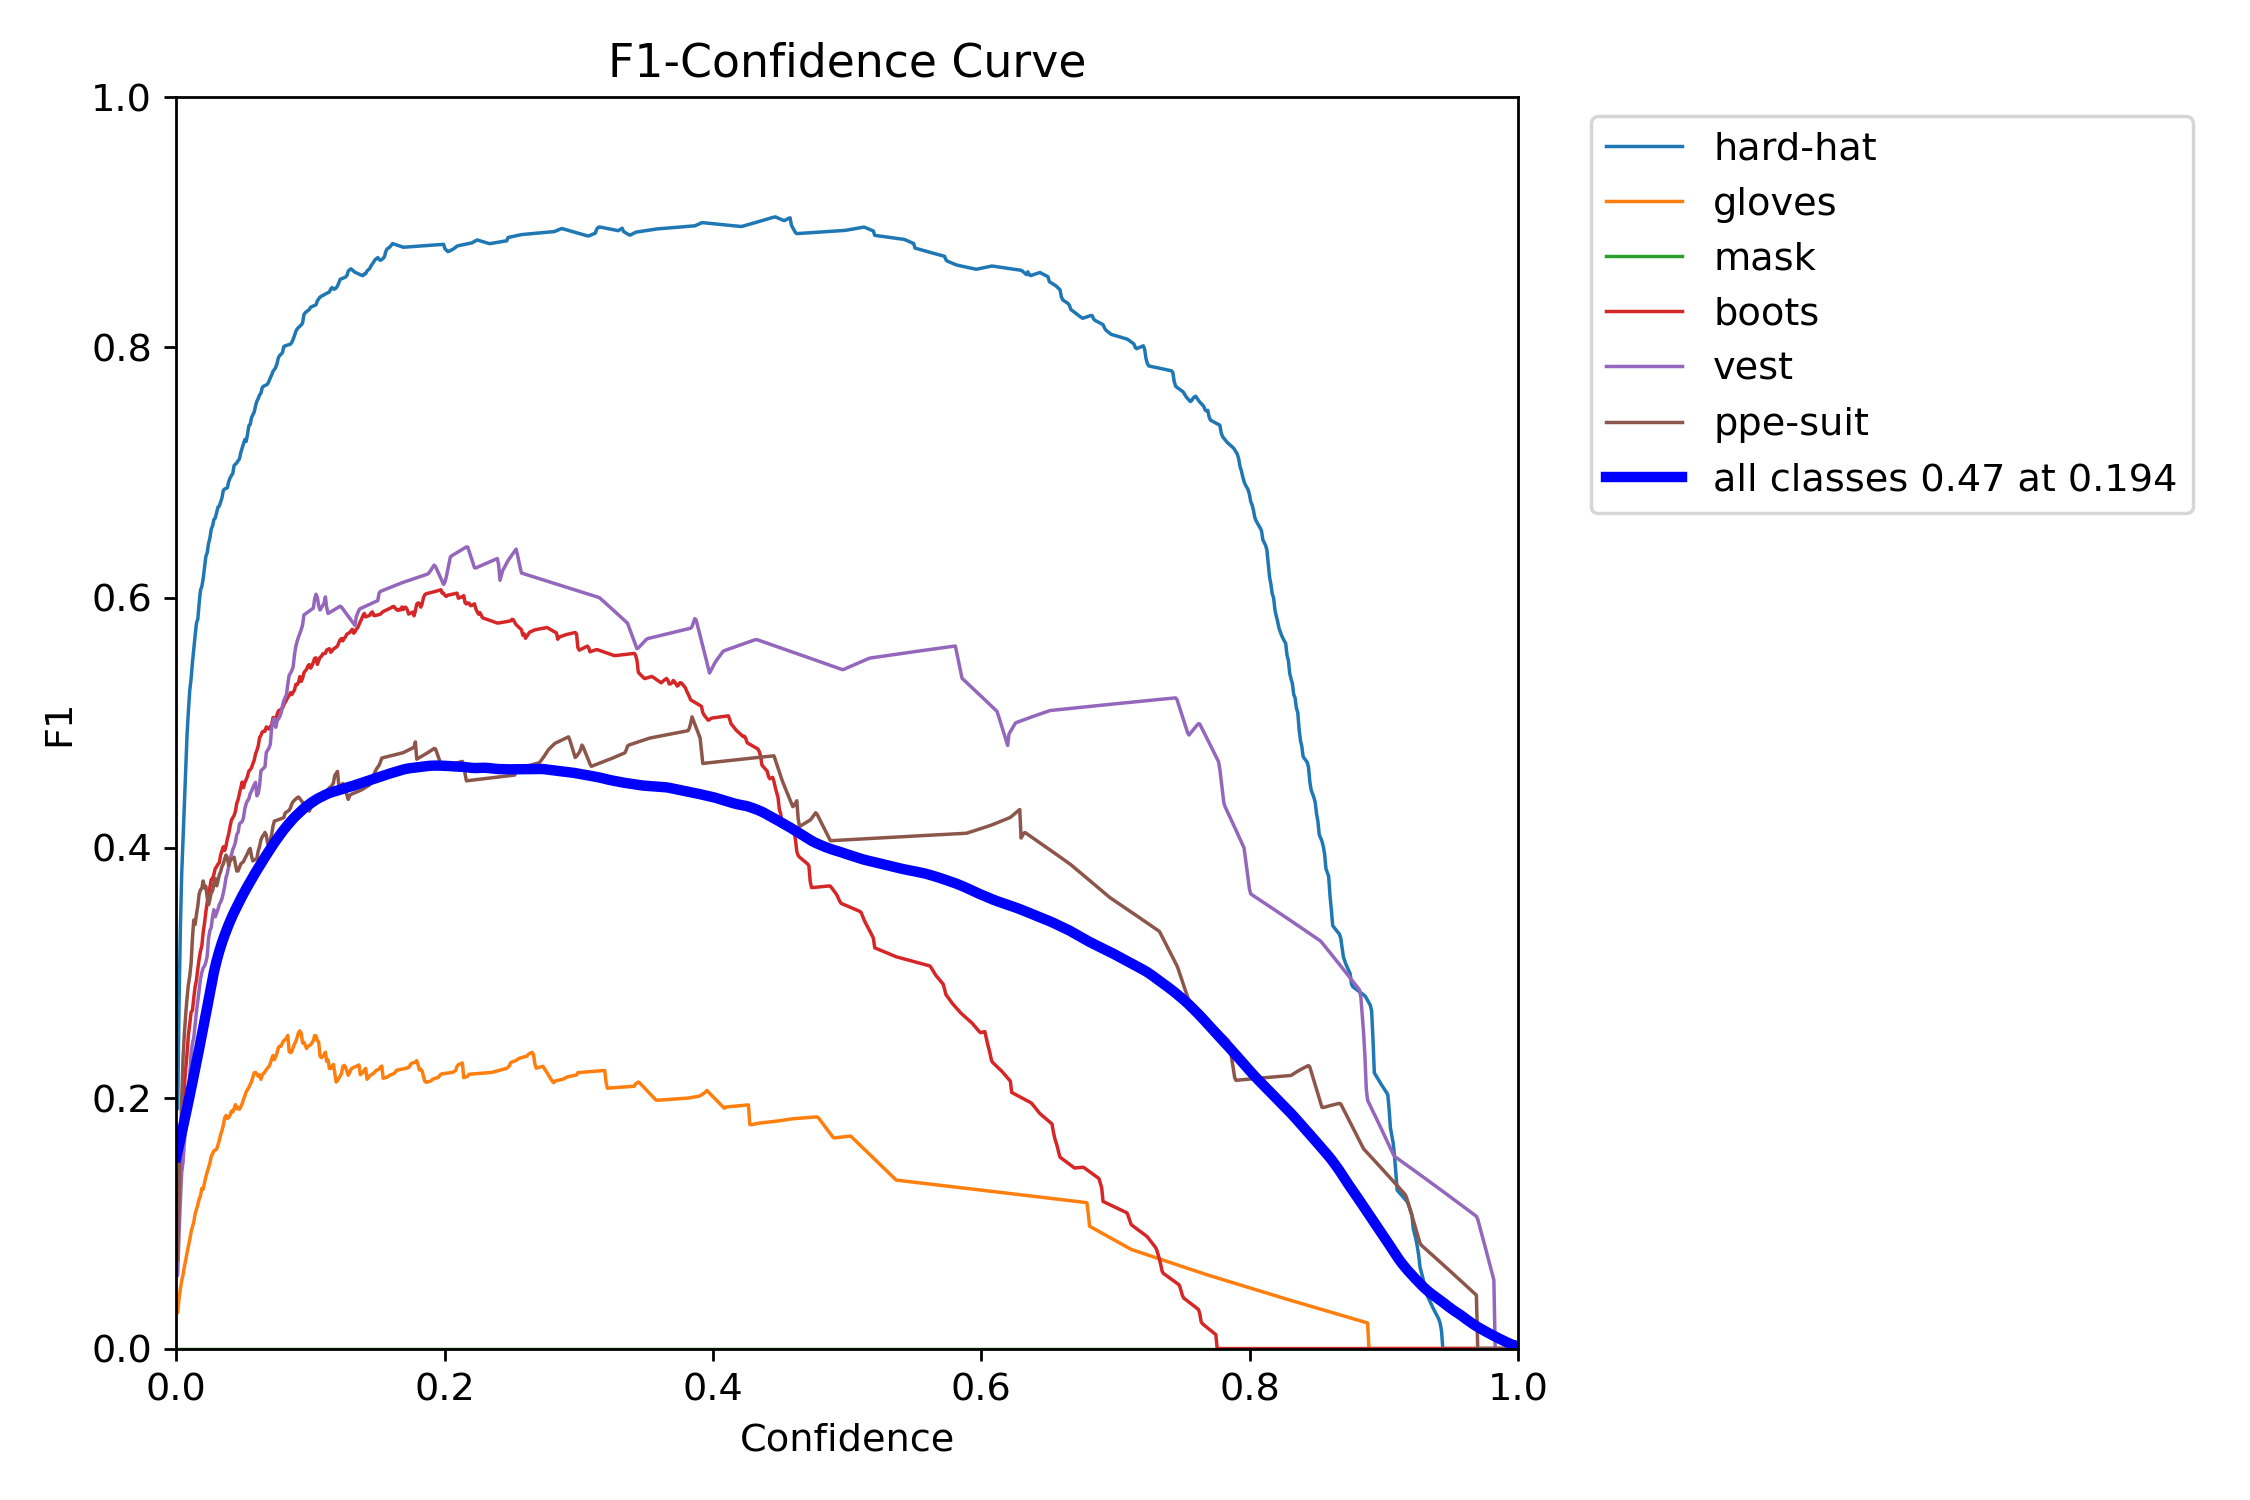 F1-Confidence Curve
1.0
0.8
0.6
0.4
0.2
0.0
F1
0.0 0.2 0.4 0.6 0.8 1.0
Confidence
hard-hat
gloves
mask
boots
vest
ppe-suit
all classes 0.47 at 0.194